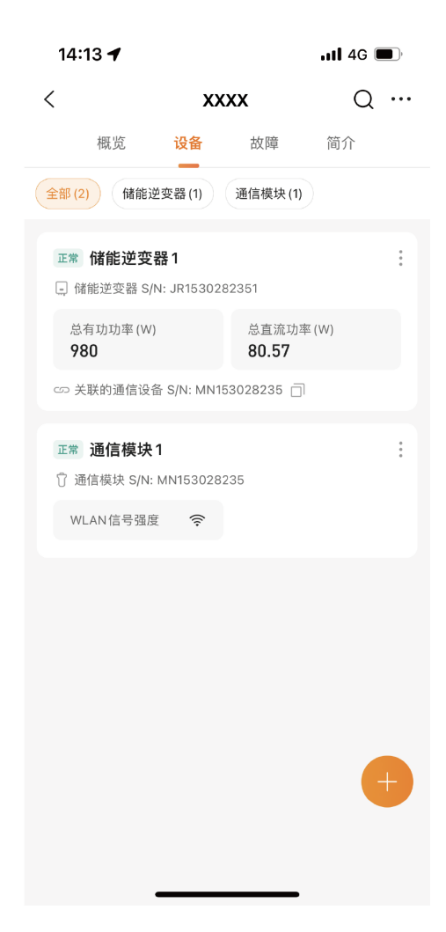 14:13
4G
XXXX
概览 设备 故障 简介
全部(2) 储能逆变器(1) 通信模块(1)
正常 储能逆变器1
储能逆变器 S/N: JR1530282351
总有功功率(W) 总直流功率(W)
980 80.57
关联的通信设备 S/N: MN153028235
正常 通信模块1
通信模块 S/N: MN153028235
WLAN信号强度